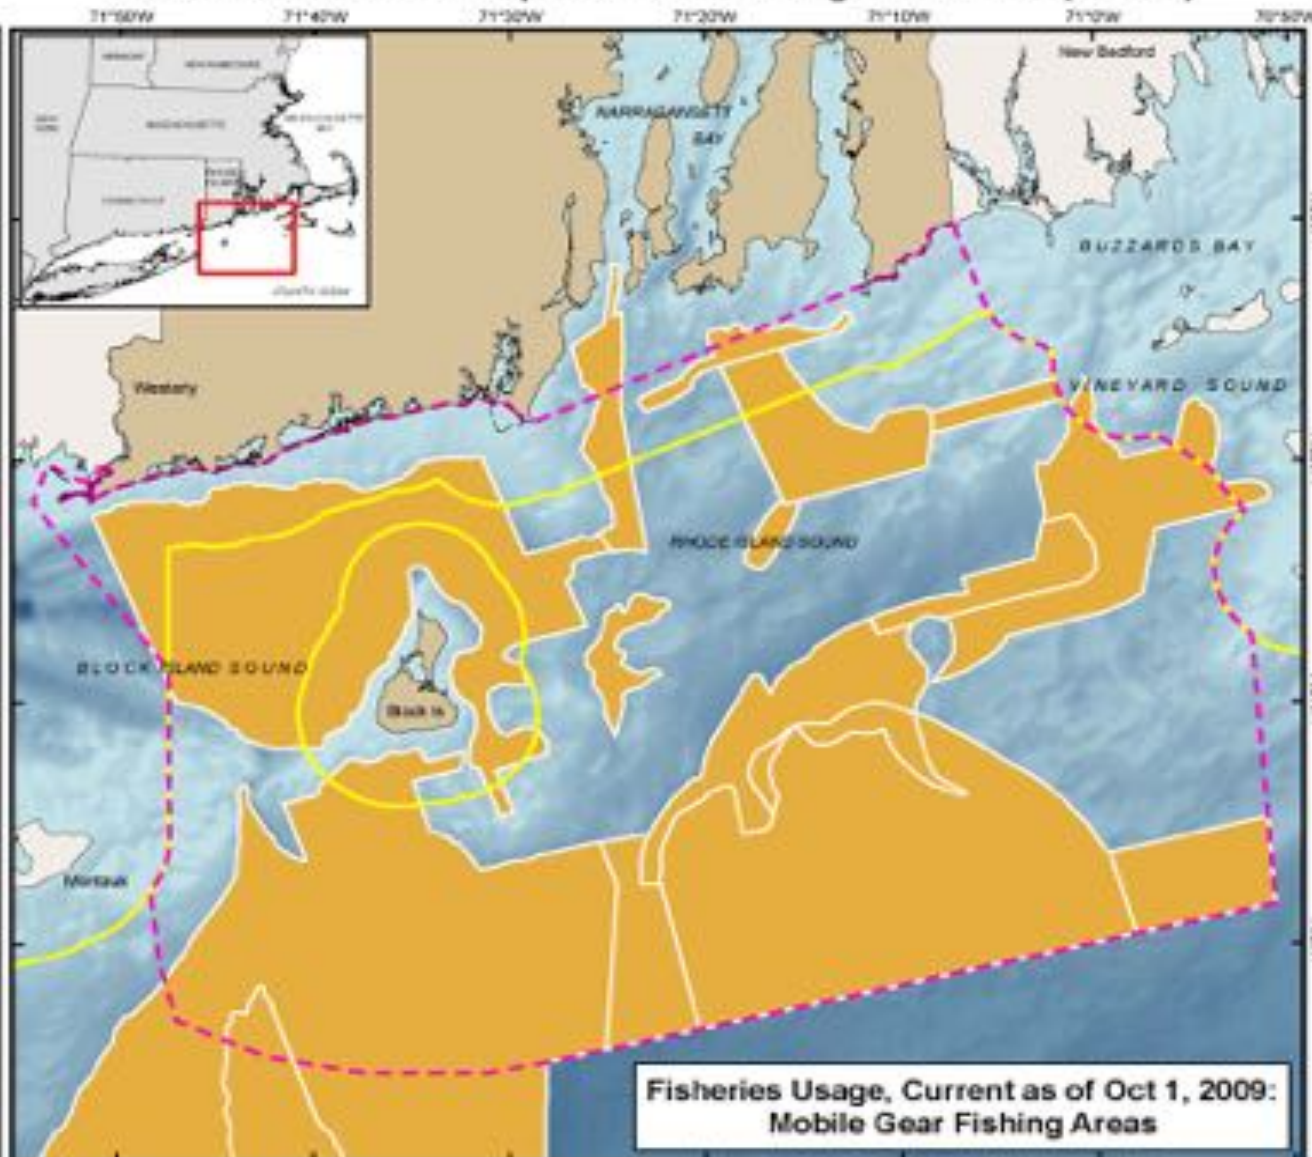 71°50'W 71°40'W 71°30'W 71°20'W 71°10'W 71°0'W
New Bedford
NARRAGANSETT
BAY
MASSACHUSETTS
CONNECTICUT
BUZZARDS BAY
Westerly
VINEYARD SOUND
RHODE ISLAND SOUND
BLOCK ISLAND SOUND
Block Is
Montauk
Fisheries Usage, Current as of Oct 1, 2009:
Mobile Gear Fishing Areas